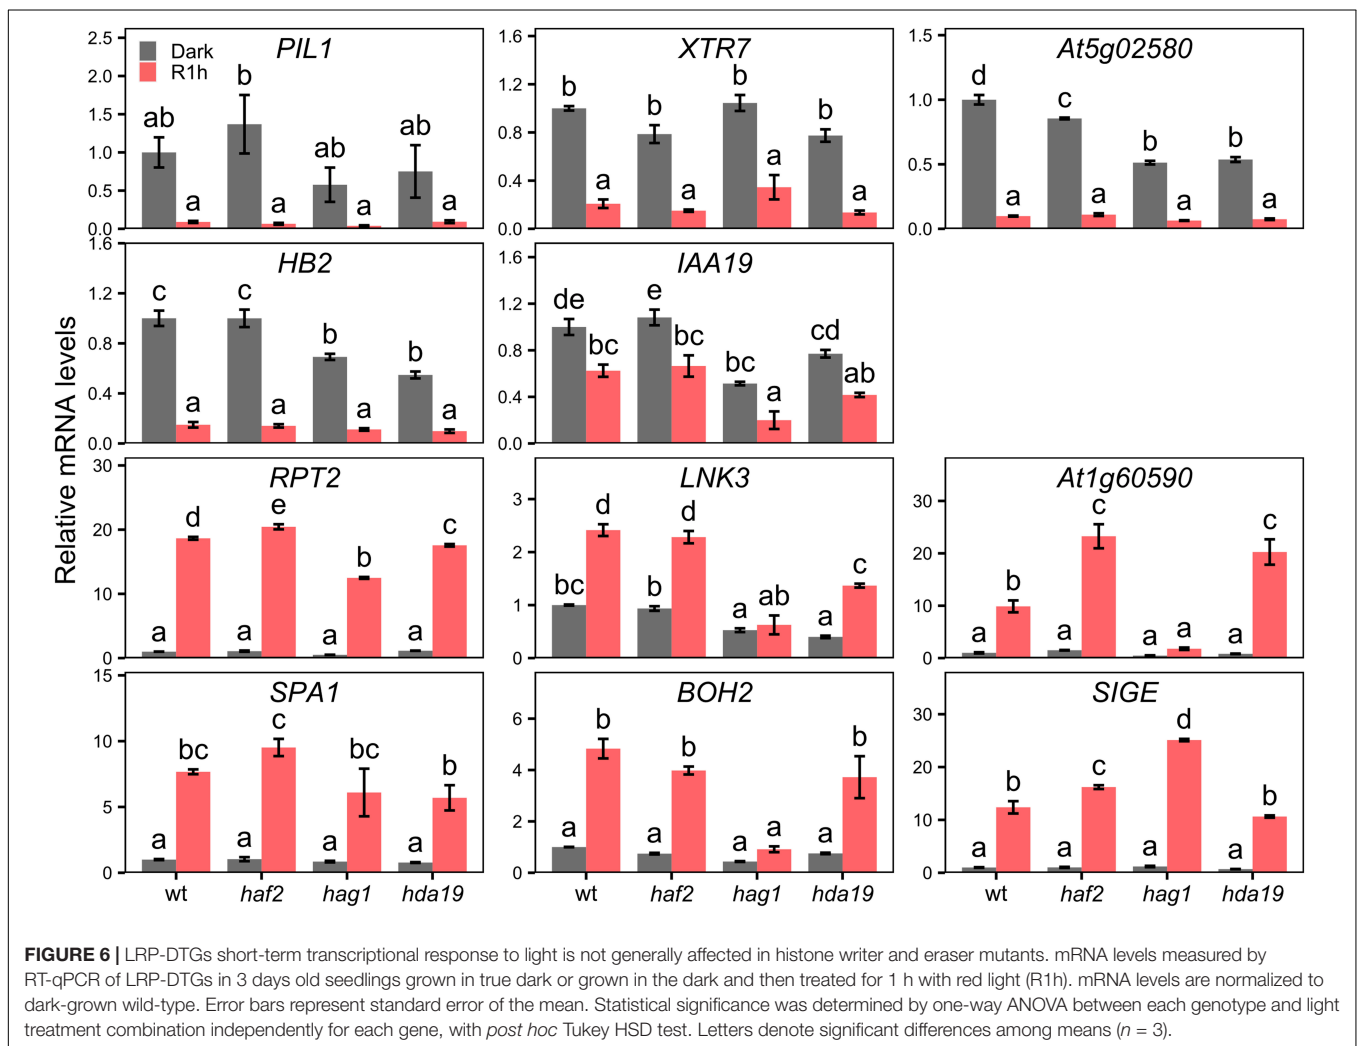 PIL1
Dark
R1h
2.5
2.0
1.5
1.0
0.5
0.0
ab
a
b
a
ab
a
ab
a
XTR7
1.6
1.2
0.8
0.4
0.0
b
a
b
a
b
a
b
a
At5g02580
1.5
1.0
0.5
0.0
d
a
c
a
b
a
b
a
Relative mRNA levels
HB2
1.6
1.2
0.8
0.4
0.0
c
a
c
a
b
a
b
a
IAA19
1.6
1.2
0.8
0.4
0.0
de
bc
e
bc
bc
a
cd
ab
RPT2
30
20
10
0
a
d
a
e
a
b
a
c
LNK3
3
2
1
0
bc
d
b
d
a
ab
a
c
At1g60590
30
20
10
0
a
b
a
c
a
a
a
c
SPA1
15
10
5
0
a
bc
a
c
a
bc
a
b
wt haf2 hag1 hda19
BOH2
6
4
2
0
a
b
a
b
a
a
a
b
wt haf2 hag1 hda19
SIGE
30
20
10
0
a
b
a
c
a
d
a
b
wt haf2 hag1 hda19
FIGURE 6 | LRP-DTGs short-term transcriptional response to light is not generally affected in histone writer and eraser mutants. mRNA levels measured by
RT-qPCR of LRP-DTGs in 3 days old seedlings grown in true dark or grown in the dark and then treated for 1 h with red light (R1h). mRNA levels are normalized to
dark-grown wild-type. Error bars represent standard error of the mean. Statistical significance was determined by one-way ANOVA between each genotype and light
treatment combination independently for each gene, with post hoc Tukey HSD test. Letters denote significant differences among means (n = 3).